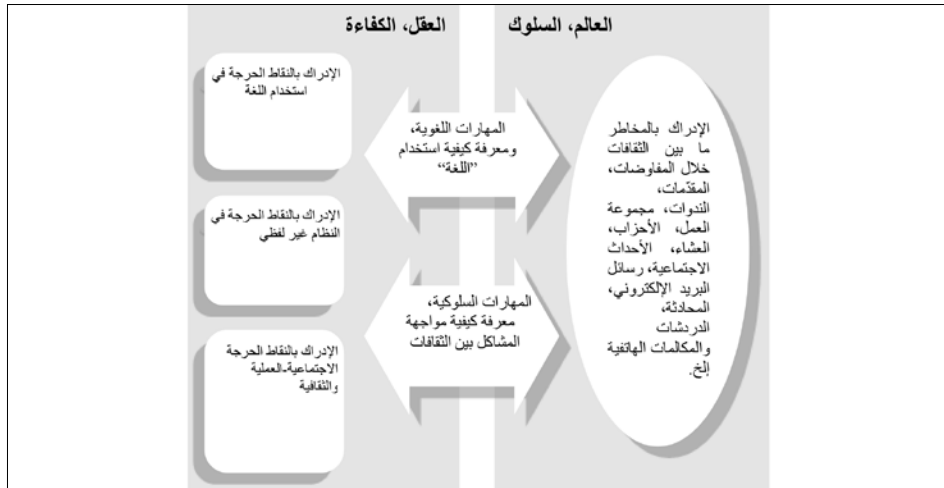 العالم، السلوك
العقل، الكفاءة
الإدراك بالمخاطر
ما بين الثقافات
خلال المفاوضات،
المقدّمات،
الندوات، مجموعة
العمل، الأحزاب،
العشاء، الأحداث
الاجتماعية، رسائل
البريد الإلكتروني،
المحادثة،
الدردشات
والمكالمات الهاتفية
إلخ.
المهارات اللغوية،
ومعرفة كيفية استخدام
"اللغة"
المهارات السلوكية،
معرفة كيفية مواجهة
المشاكل بين الثقافات
الإدراك بالنقاط الحرجة في
استخدام اللغة
الإدراك بالنقاط الحرجة في
النظام غير لفظي
الإدراك بالنقاط الحرجة
الاجتماعية-العملية
والثقافية